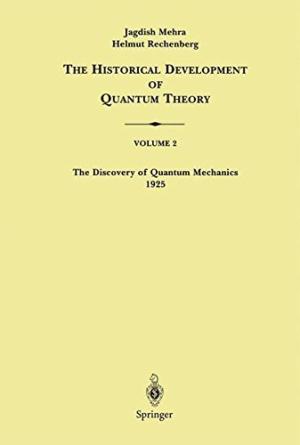 Jagdish Mehra
Helmut Rechenberg
THE HISTORICAL DEVELOPMENT
OF
QUANTUM THEORY
VOLUME 2
The Discovery of Quantum Mechanics
1925
Springer